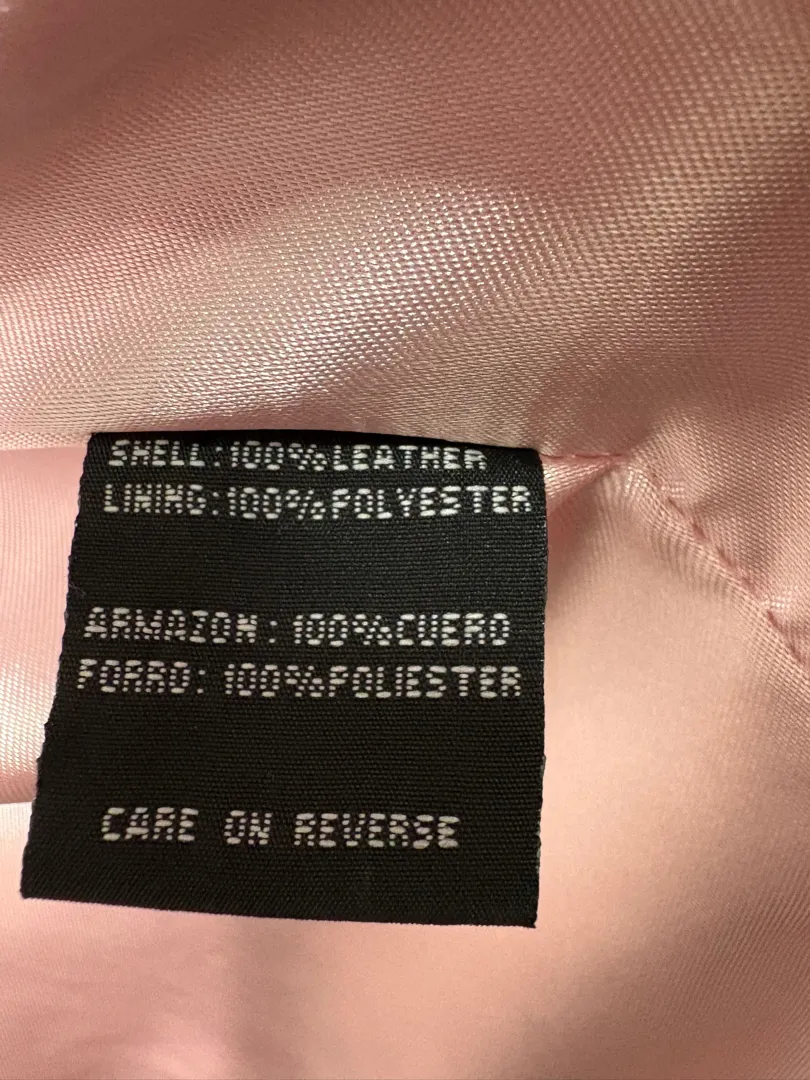 SHELL:100%LEATHER
LINING:100%POLYESTER
ARMAZON: 100%CUERO
FORRO: 100%POLIESTER
CARE ON REVERSE